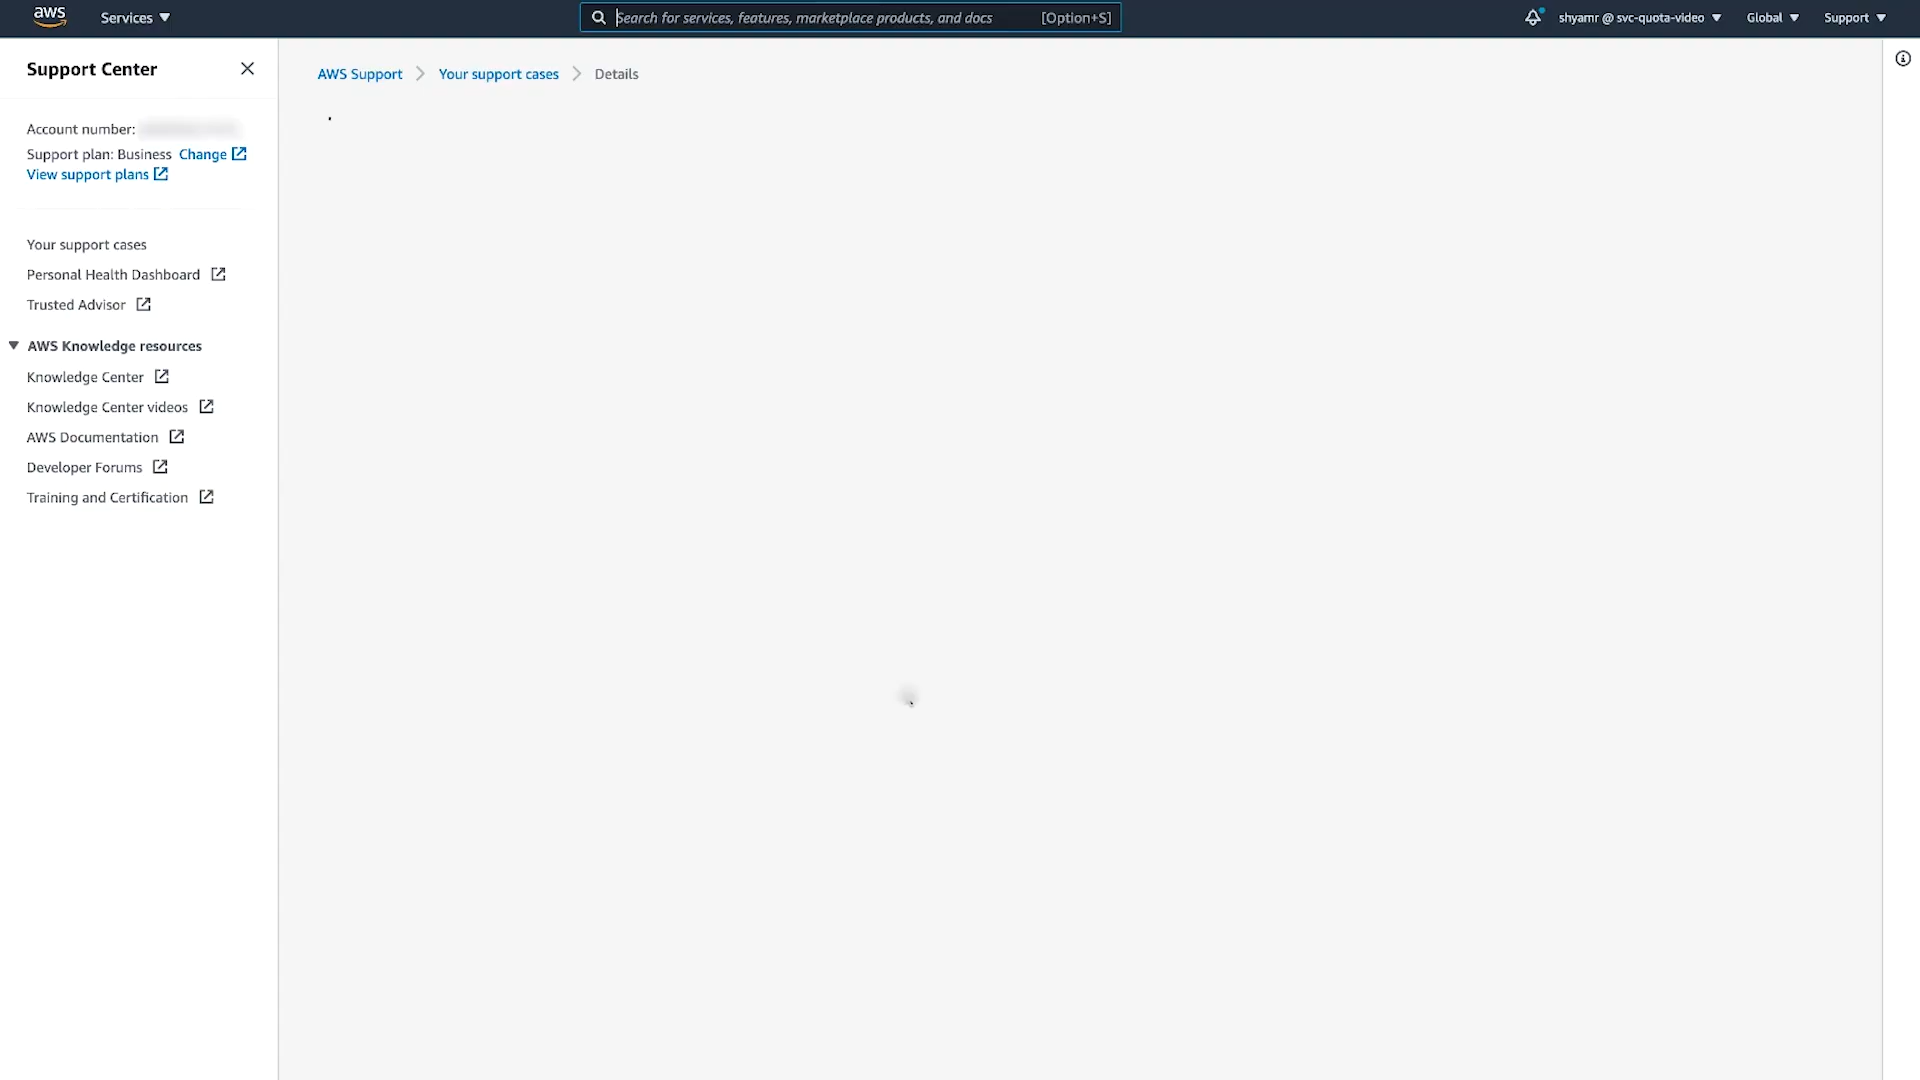 aws
Services
Search for services, features, marketplace products, and docs
[Option+S]
shyamr @ svc-quota-video
Global
Support
Support Center
AWS Support
Your support cases
Details
Account number:
Support plan: Business Change
View support plans
Your support cases
Personal Health Dashboard
Trusted Advisor
AWS Knowledge resources
Knowledge Center
Knowledge Center videos
AWS Documentation
Developer Forums
Training and Certification